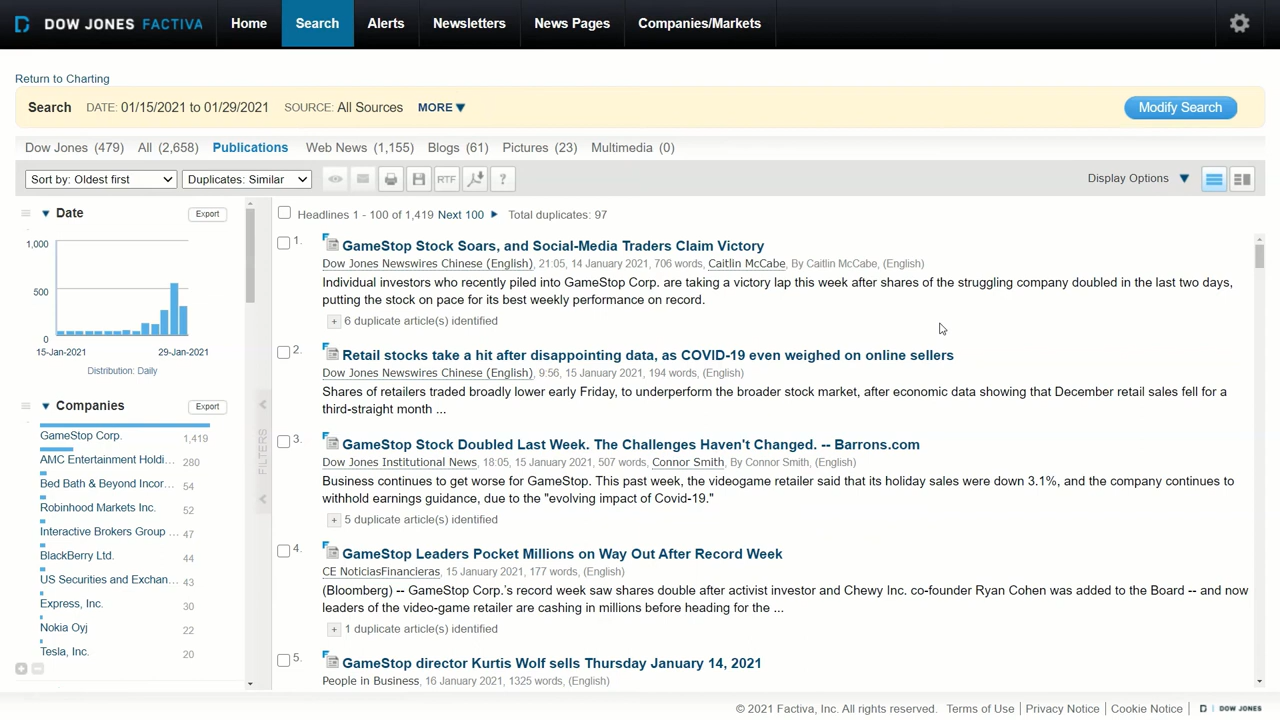 DOW JONES FACTIVA
Home Search Alerts Newsletters News Pages Companies/Markets
Return to Charting
Search DATE: 01/15/2021 to 01/29/2021 SOURCE: All Sources MORE ▼ Modify Search
Dow Jones (479) All (2,658) Publications Web News (1,155) Blogs (61) Pictures (23) Multimedia (0)
Sort by: Oldest first Duplicates: Similar RTF ? Display Options ▼
Date Export
1,000
500
0
15-Jan-2021 29-Jan-2021
Distribution: Daily
Companies Export
GameStop Corp. 1,419
AMC Entertainment Holdi... 280
Bed Bath & Beyond Incor... 54
Robinhood Markets Inc. 52
Interactive Brokers Group ... 47
BlackBerry Ltd. 44
US Securities and Exchan... 43
Express, Inc. 30
Nokia Oyj 22
Tesla, Inc. 20
FILTERS
Headlines 1 - 100 of 1,419 Next 100 Total duplicates: 97
1. GameStop Stock Soars, and Social-Media Traders Claim Victory
Dow Jones Newswires Chinese (English), 21:05, 14 January 2021, 706 words, Caitlin McCabe, By Caitlin McCabe, (English)
Individual investors who recently piled into GameStop Corp. are taking a victory lap this week after shares of the struggling company doubled in the last two days,
putting the stock on pace for its best weekly performance on record.
+ 6 duplicate article(s) identified
2. Retail stocks take a hit after disappointing data, as COVID-19 even weighed on online sellers
Dow Jones Newswires Chinese (English), 9:56, 15 January 2021, 194 words, (English)
Shares of retailers traded broadly lower early Friday, to underperform the broader stock market, after economic data showing that December retail sales fell for a
third-straight month ...
3. GameStop Stock Doubled Last Week. The Challenges Haven't Changed. -- Barrons.com
Dow Jones Institutional News, 18:05, 15 January 2021, 507 words, Connor Smith, By Connor Smith, (English)
Business continues to get worse for GameStop. This past week, the videogame retailer said that its holiday sales were down 3.1%, and the company continues to
withhold earnings guidance, due to the "evolving impact of Covid-19."
+ 5 duplicate article(s) identified
4. GameStop Leaders Pocket Millions on Way Out After Record Week
CE NoticiasFinancieras, 15 January 2021, 177 words, (English)
(Bloomberg) -- GameStop Corp.'s record week saw shares double after activist investor and Chewy Inc. co-founder Ryan Cohen was added to the Board -- and now
leaders of the video-game retailer are cashing in millions before heading for the ...
+ 1 duplicate article(s) identified
5. GameStop director Kurtis Wolf sells Thursday January 14, 2021
People in Business, 16 January 2021, 1325 words, (English)
© 2021 Factiva, Inc. All rights reserved. Terms of Use | Privacy Notice | Cookie Notice | DOW JONES